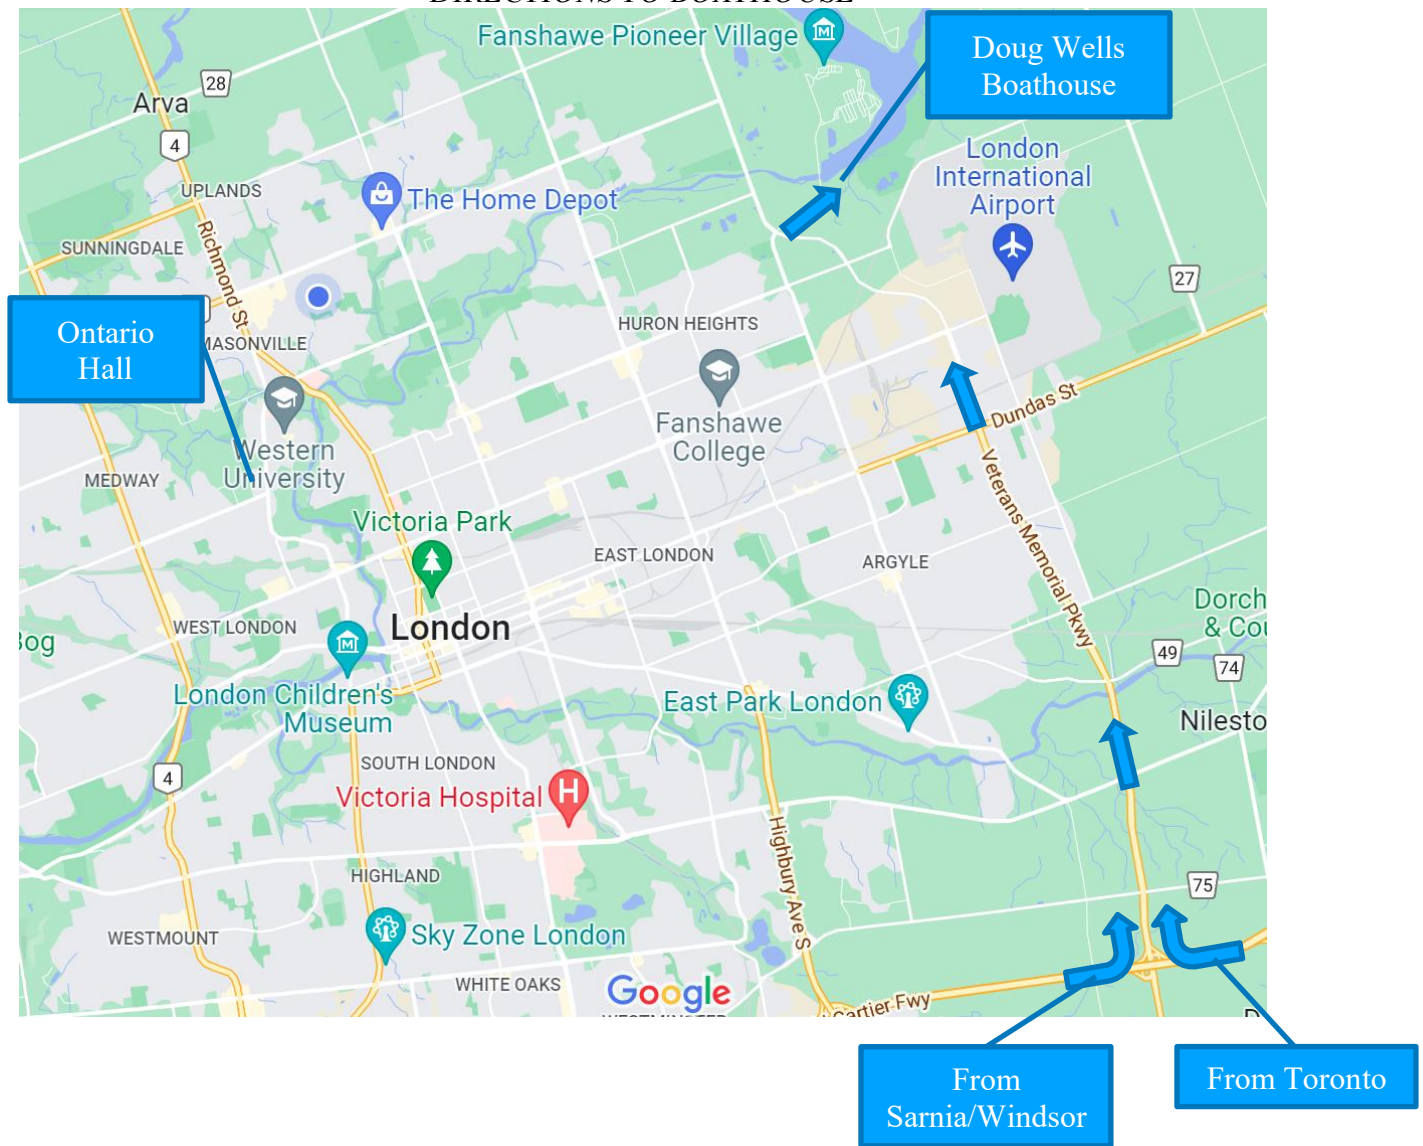 DIRECTIONS TO BOATHOUSE
Fanshawe Pioneer Village
M
Doug Wells
Boathouse
28
Arva
4
London
International
Airport
UPLANDS
The Home Depot
SUNNINGDALE
Richmond St
27
Ontario
Hall
HURON HEIGHTS
MASONVILLE
Fanshawe
College
Dundas St
Western
University
MEDWAY
Veterans Memorial Pkwy
Victoria Park
EAST LONDON
ARGYLE
Dorch
& Cou
Bog
WEST LONDON
London
M
49
74
London Children's
Museum
East Park London
Nilesto
SOUTH LONDON
4
Victoria Hospital
H
Highbury Ave S
HIGHLAND
75
WESTMOUNT
Sky Zone London
WHITE OAKS
Google
Cartier Fwy
From
Sarnia/Windsor
From Toronto